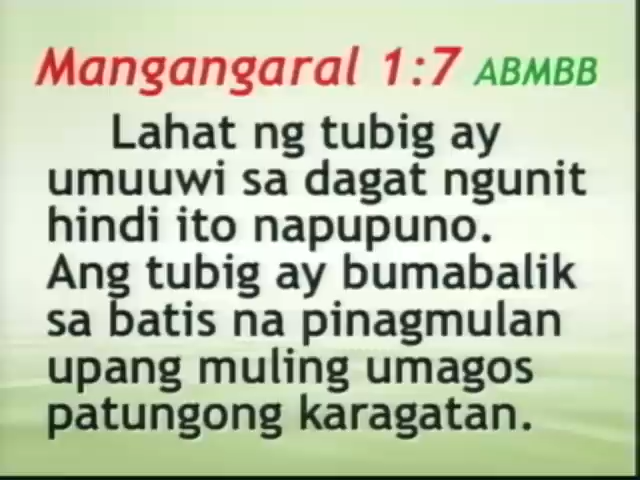 Mangangaral 1:7 ABMBB
Lahat ng tubig ay
umuuwi sa dagat ngunit
hindi ito napupuno.
Ang tubig ay bumabalik
sa batis na pinagmulan
upang muling umagos
patungong karagatan.